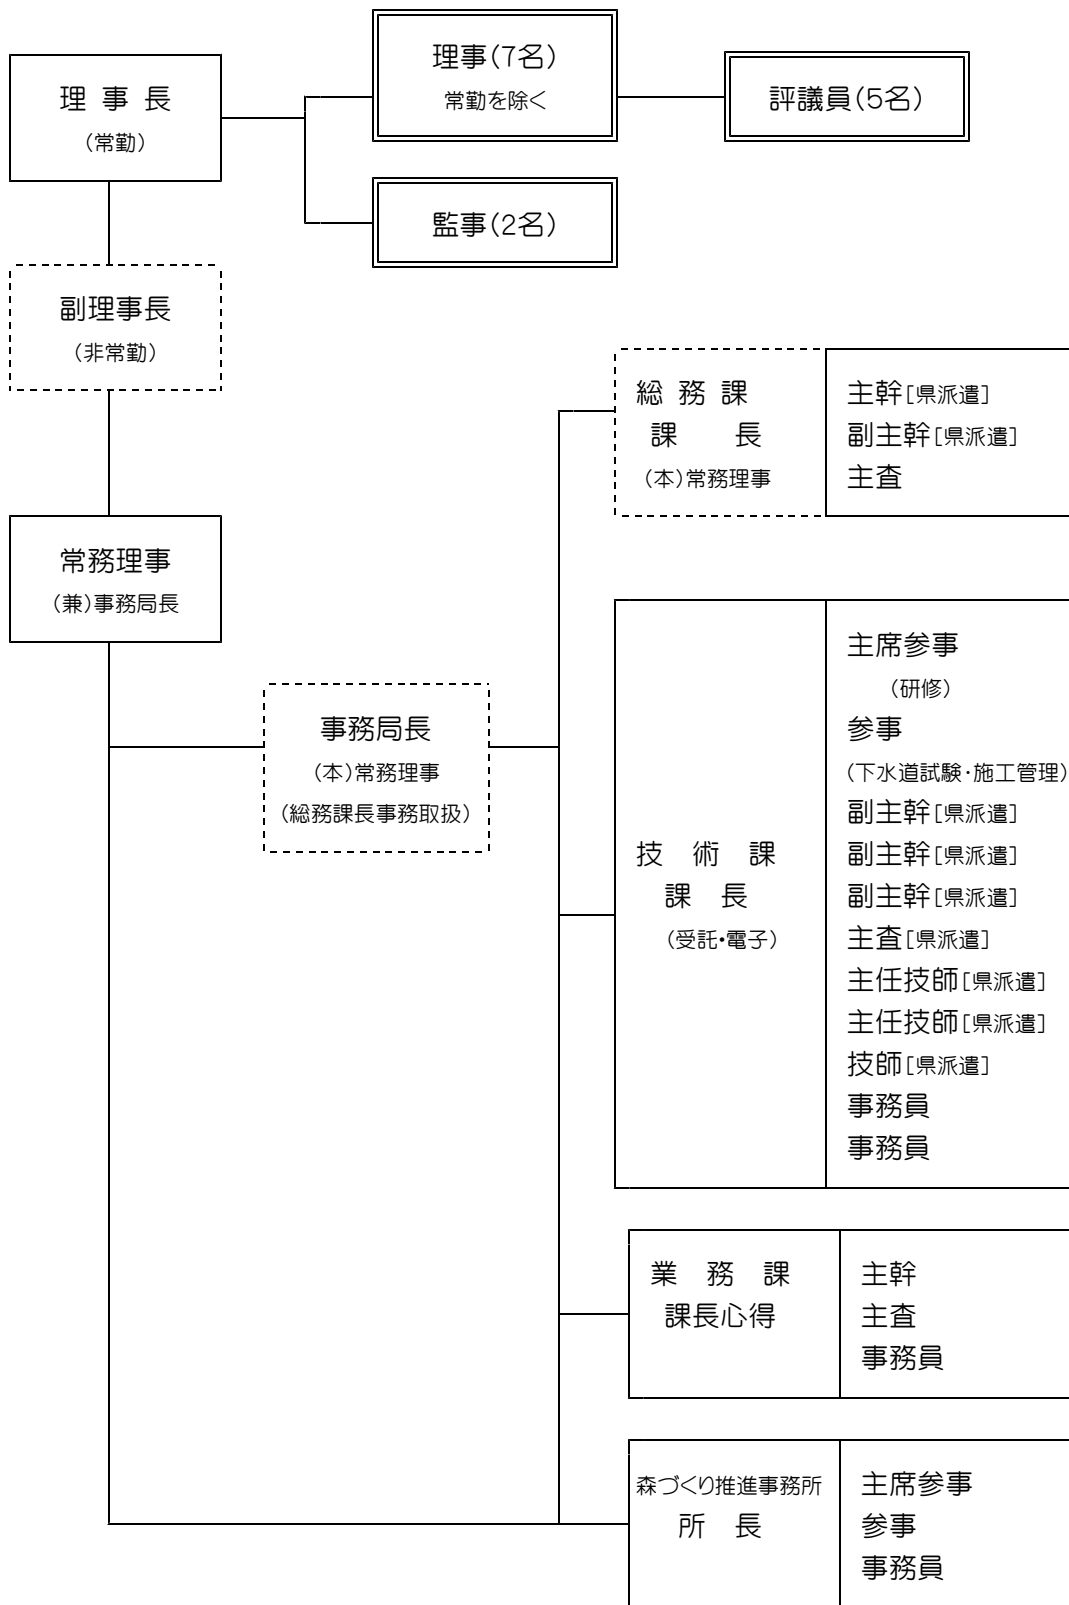 理 事 長
(常勤)
理事(7名)
常勤を除く
評議員(5名)
監事(2名)
副理事長
(非常勤)
常務理事
(兼)事務局長
事務局長
(本)常務理事
(総務課長事務取扱)
総 務 課
課 長
(本)常務理事
主幹[県派遣]
副主幹[県派遣]
主査
技 術 課
課 長
(受託・電子)
主席参事
(研修)
参事
(下水道試験・施工管理)
副主幹[県派遣]
副主幹[県派遣]
副主幹[県派遣]
主査[県派遣]
主任技師[県派遣]
主任技師[県派遣]
技師[県派遣]
事務員
事務員
業 務 課
課長心得
主幹
主査
事務員
森づくり推進事務所
所 長
主席参事
参事
事務員